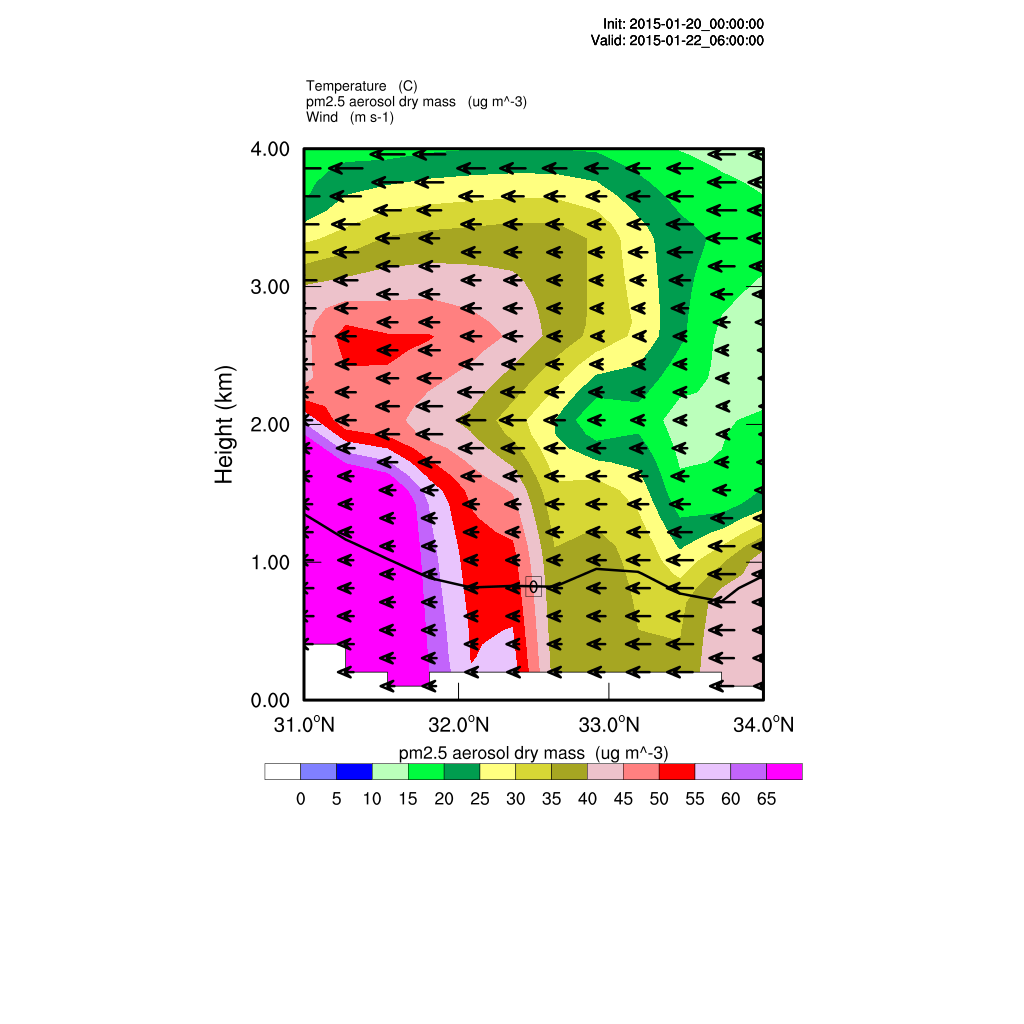 Init: 2015-01-20_00:00:00
Valid: 2015-01-22_06:00:00
Temperature (C)
pm2.5 aerosol dry mass (ug m^-3)
Wind (m s-1)
4.00
3.00
2.00
1.00
0.00
Height (km)
0
31.0°N 32.0°N 33.0°N 34.0°N
pm2.5 aerosol dry mass (ug m^-3)
0 5 10 15 20 25 30 35 40 45 50 55 60 65